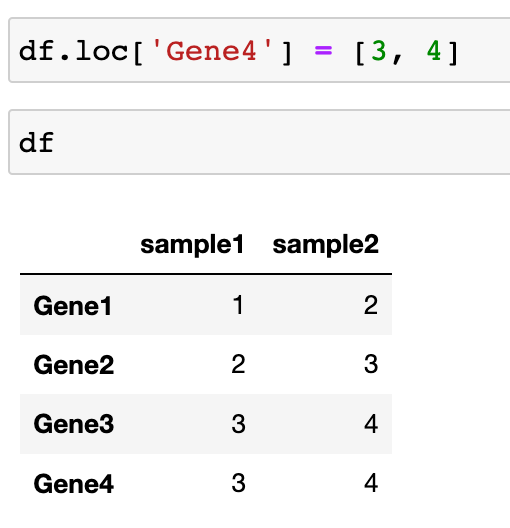 df.loc['Gene4'] = [3, 4]
df
sample1 sample2
Gene1 1 2
Gene2 2 3
Gene3 3 4
Gene4 3 4